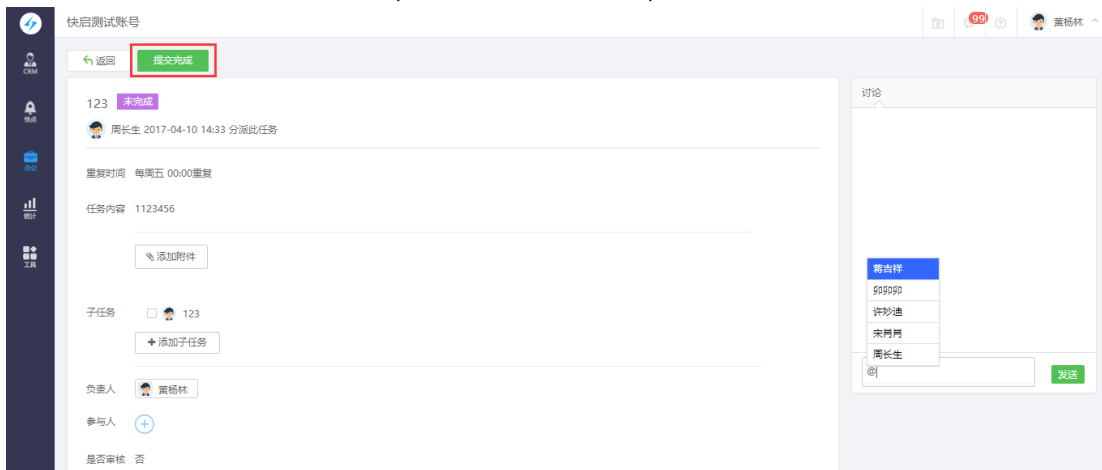 快启测试账号
99
黄杨林
CRM
快点
办公
统计
工具
返回
提交完成
123 未完成
周长生 2017-04-10 14:33 分派此任务
重复时间 每周五 00:00重复
任务内容 1123456
添加附件
子任务 123
添加子任务
负责人 黄杨林
参与人
是否审核 否
讨论
蒋吉祥
卯卯卯
许妙迪
宋肖肖
周长生
@
发送